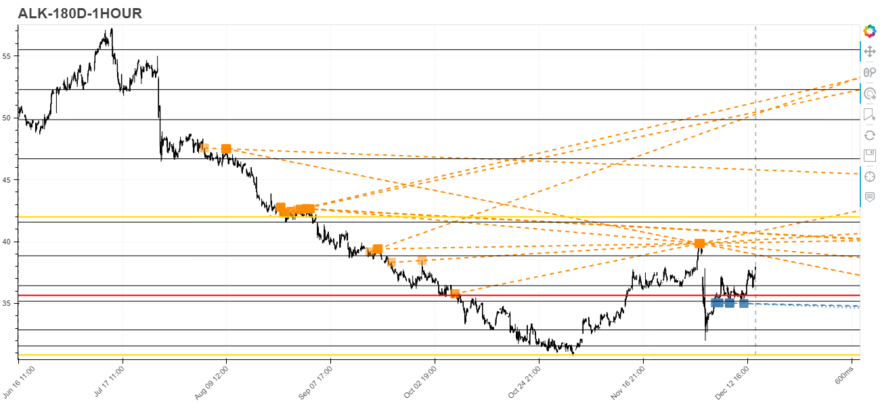 ALK-180D-1HOUR
55
50
45
40
35
Jun 16 11:00
Jul 17 11:00
Aug 09 12:00
Sep 07 17:00
Oct 02 19:00
Oct 24 21:00
Nov 16 21:00
Dec 12 16:00
600ms